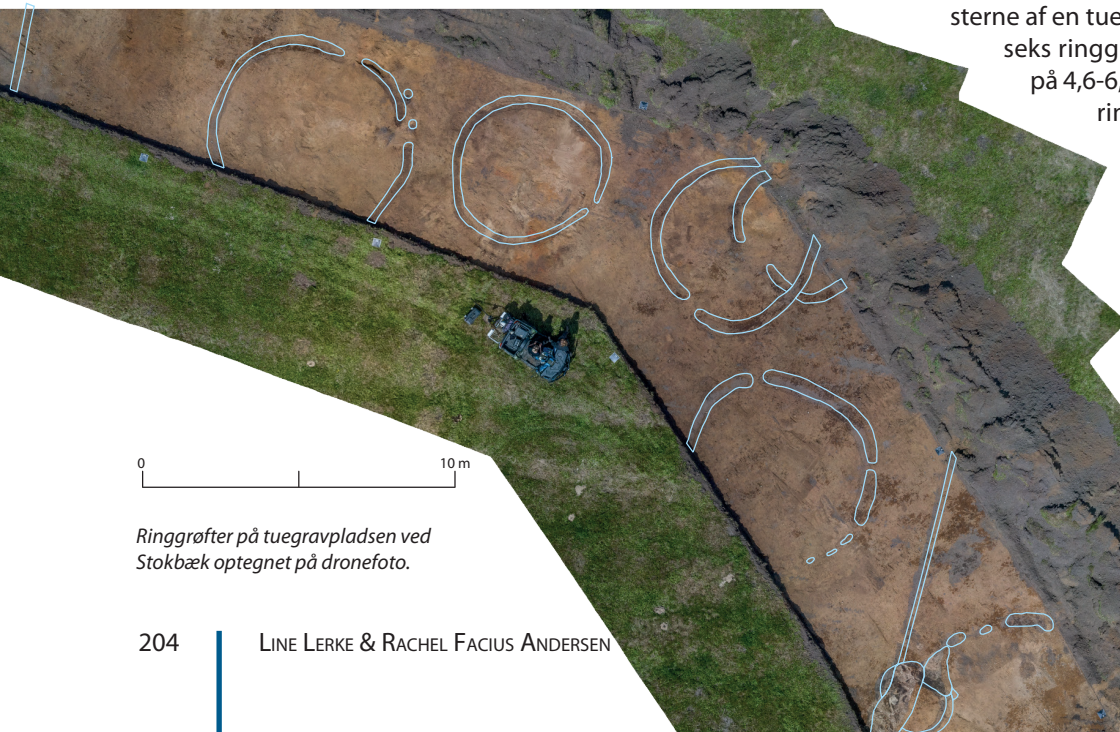 sterne af en tue
seks ringg
på 4,6-6,
rin
0 10 m
Ringgrøfter på tuegravpladsen ved
Stokbæk optegnet på dronefoto.
204 LINE LERKE & RACHEL FACIUS ANDERSEN